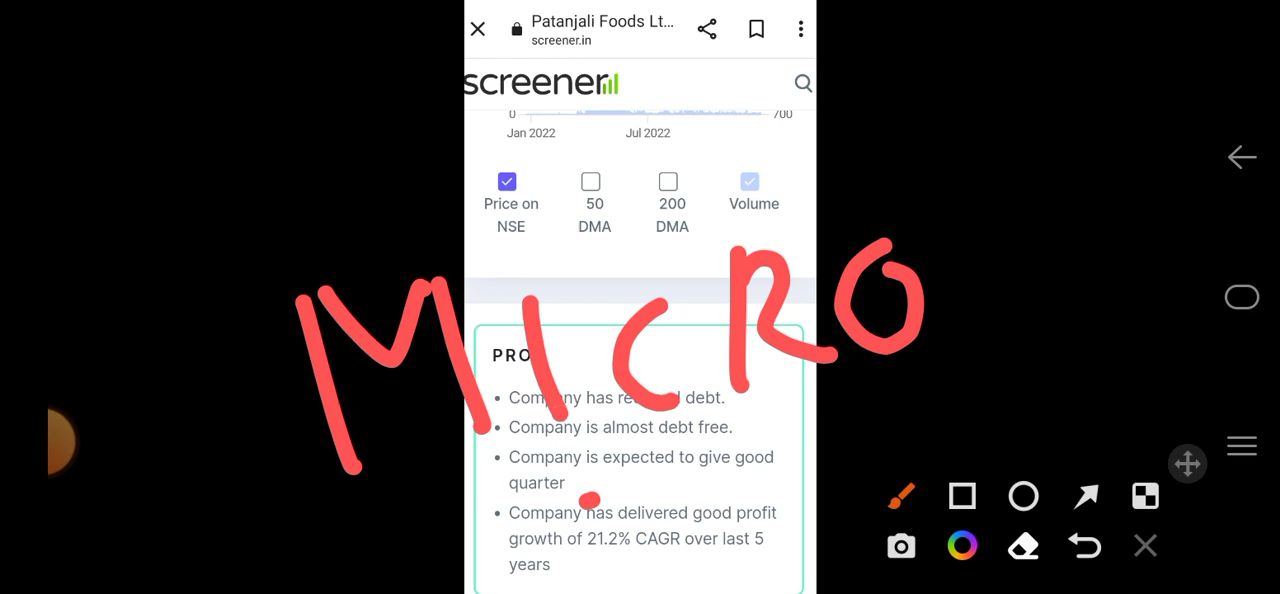 Patanjali Foods Lt...
screener.in
screener
0
700
Jan 2022
Jul 2022
Price on
NSE
50
DMA
200
DMA
Volume
MICRO
PRO
Company has debt.
Company is almost debt free.
Company is expected to give good
quarter
Company has delivered good profit
growth of 21.2% CAGR over last 5
years